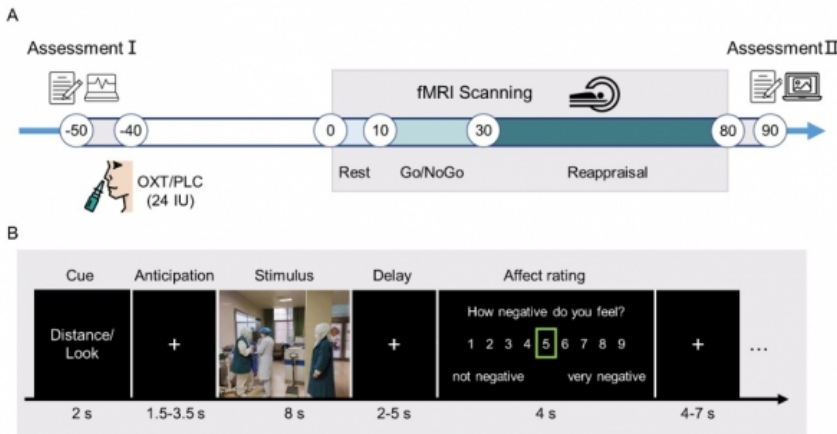 A
Assessment I
Assessment II
fMRI Scanning
-50 -40 0 10 30 80 90
Rest Go/NoGo Reappraisal
OXT/PLC
(24 IU)
B
Cue Anticipation Stimulus Delay Affect rating
Distance/
Look
+
+
How negative do you feel?
1 2 3 4 5 6 7 8 9
not negative very negative
+
...
2 s 1.5-3.5 s 8 s 2-5 s 4 s 4-7 s